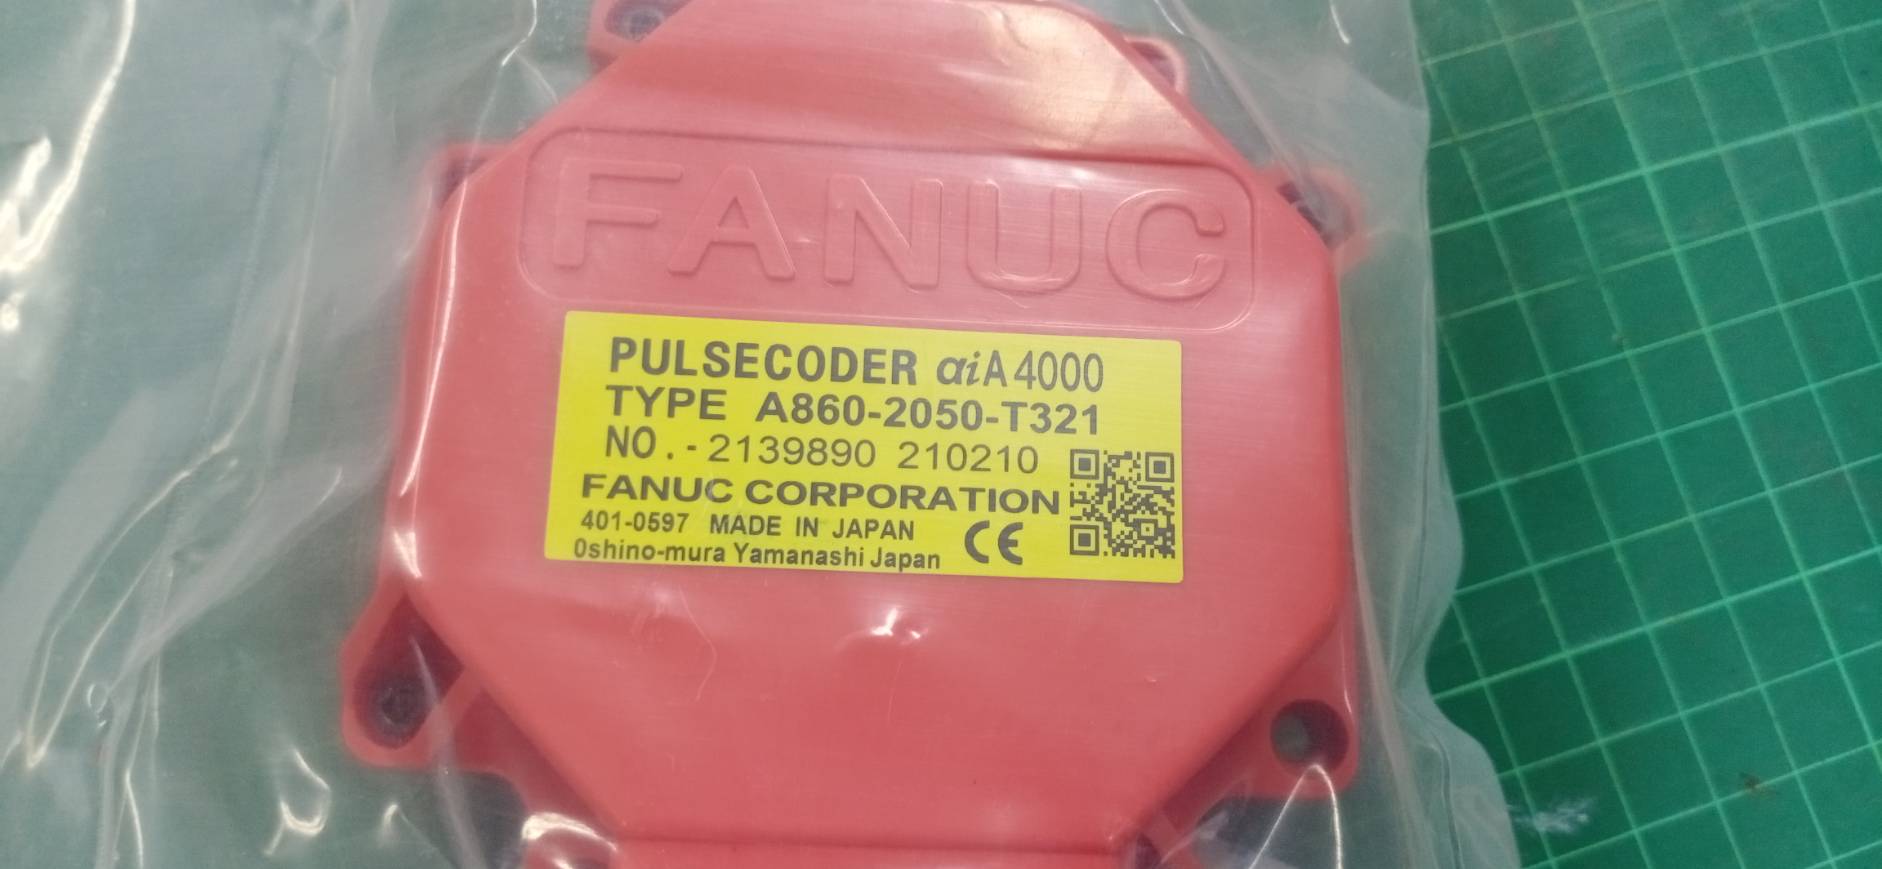 FANUC
PULSECODER αiA4000
TYPE A860-2050-T321
NO.-2139890 210210
FANUC CORPORATION
401-0597 MADE IN JAPAN
0shino-mura Yamanashi Japan
CE